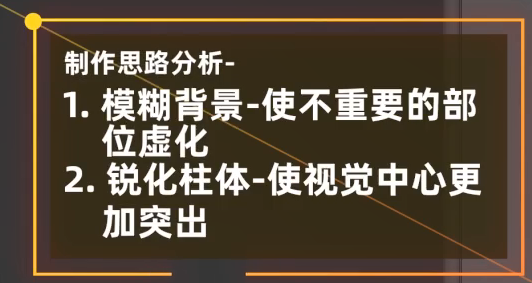 制作思路分析-
1. 模糊背景-使不重要的部
位虚化
2. 锐化柱体-使视觉中心更
加突出